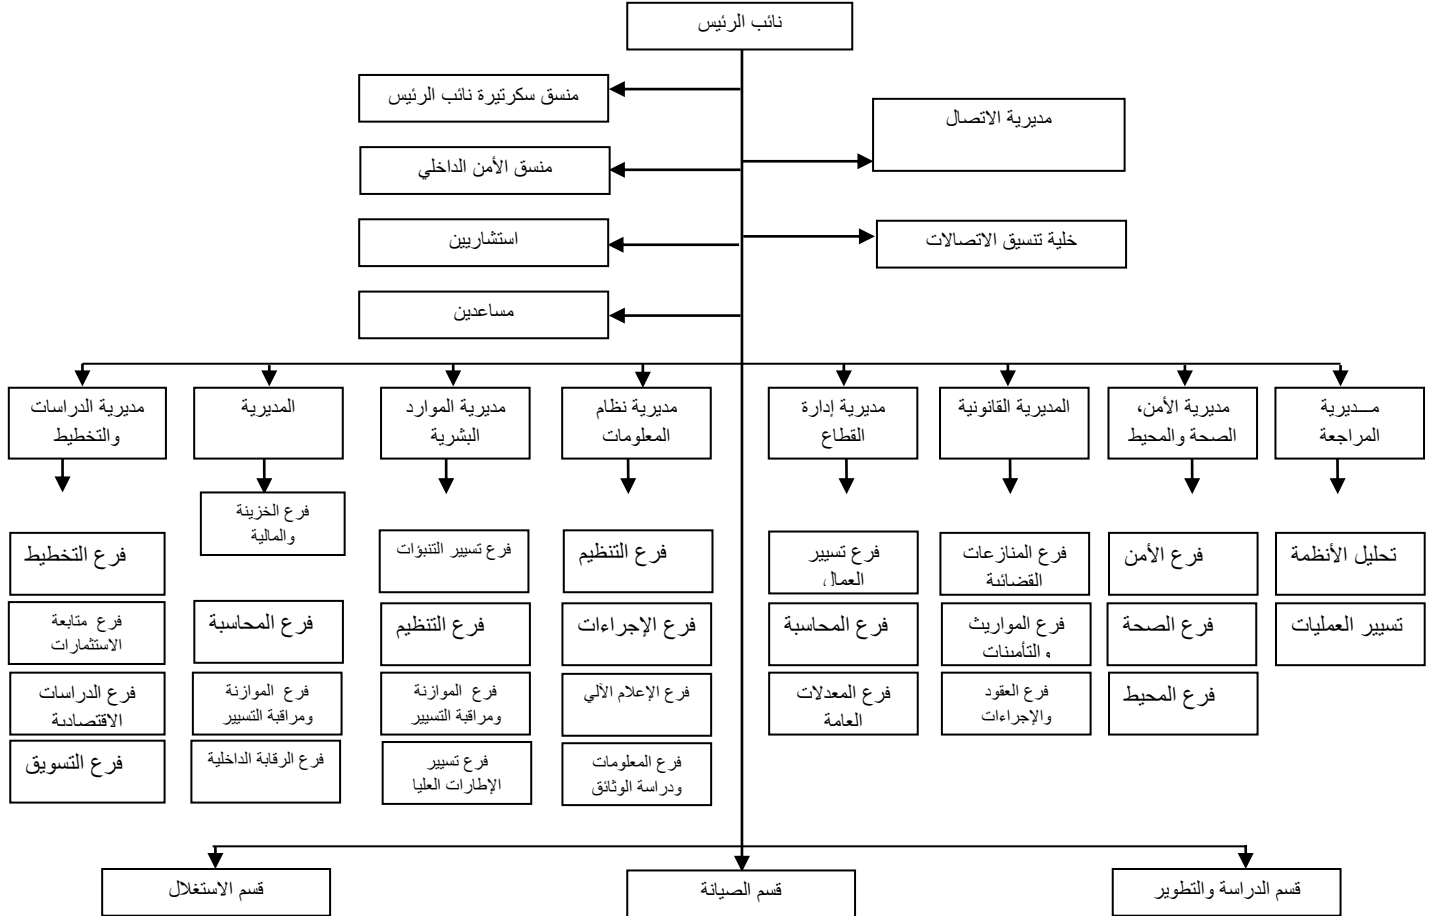 نائب الرئيس
منسق سكرتيرة نائب الرئيس
مديرية الاتصال
منسق الأمن الداخلي
خلية تنسيق الاتصالات
استشاريين
مساعدين
مـــديرية
المراجعة
مديرية الأمن،
الصحة والمحيط
المديرية القانونية
مديرية إدارة
القطاع
مديرية نظام
المعلومات
مديرية الموارد
البشرية
المديرية
مديرية الدراسات
والتخطيط
تحليل الأنظمة
تسيير العمليات
فرع الأمن
فرع الصحة
فرع المحيط
فرع المنازعات
القضائية
فرع المواريث
والتأمينات
فرع العقود
والإجراءات
فرع تسيير
العمال
فرع المحاسبة
فرع المعدلات
العامة
فرع التنظيم
فرع الإجراءات
فرع الإعلام الآلي
فرع المعلومات
ودراسة الوثائق
فرع تسيير التنبؤات
فرع التنظيم
فرع الموازنة
ومراقبة التسيير
فرع تسيير
الإطارات العليا
فرع الخزينة
والمالية
فرع المحاسبة
فرع الموازنة
ومراقبة التسيير
فرع الرقابة الداخلية
فرع التخطيط
فرع متابعة
الاستثمارات
فرع الدراسات
الاقتصادية
فرع التسويق
قسم الدراسة والتطوير
قسم الصيانة
قسم الاستغلال